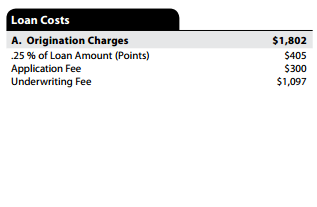 Loan Costs
A. Origination Charges $1,802
.25 % of Loan Amount (Points) $405
Application Fee $300
Underwriting Fee $1,097